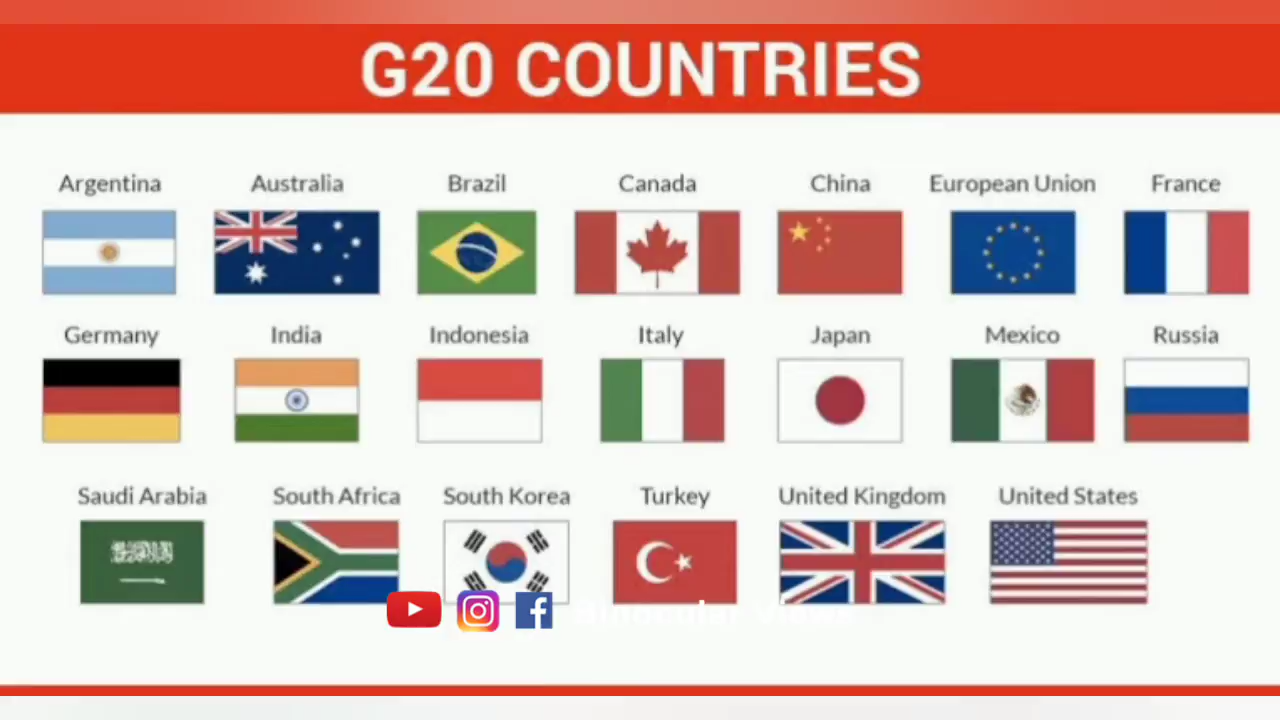 G20 COUNTRIES
Argentina Australia Brazil Canada China European Union France
Germany India Indonesia Italy Japan Mexico Russia
Saudi Arabia South Africa South Korea Turkey United Kingdom United States